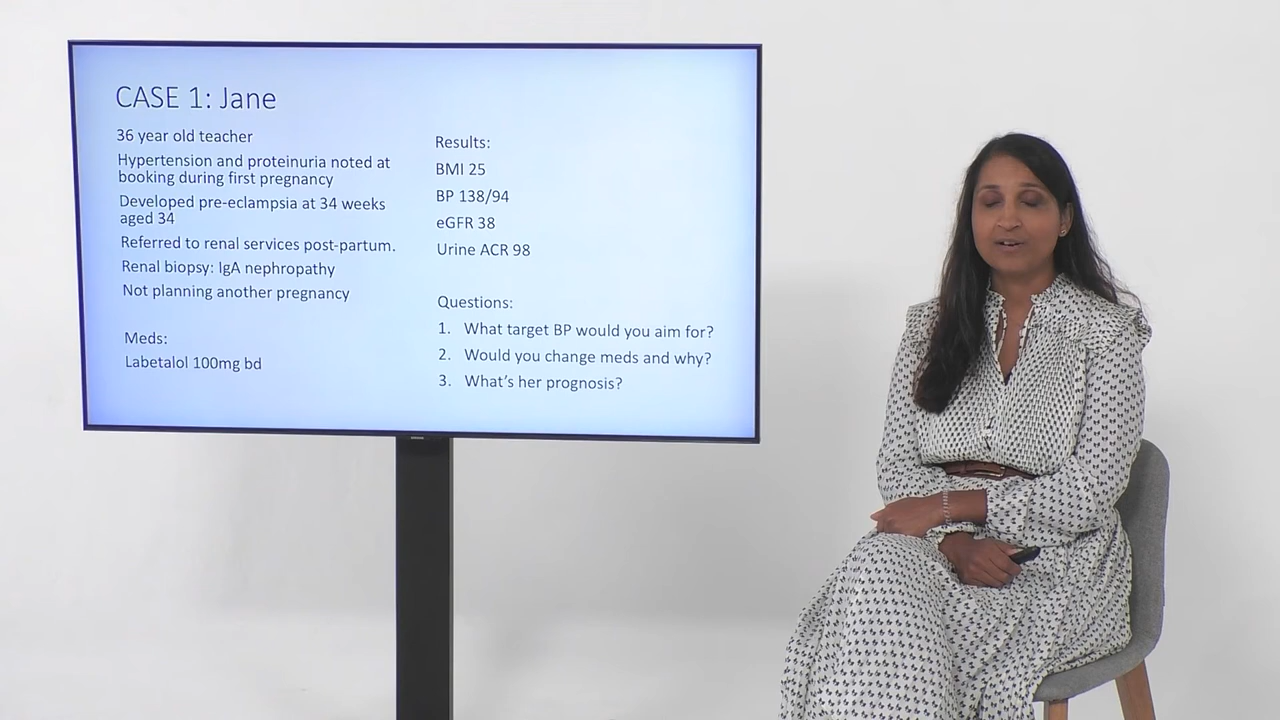 CASE 1: Jane
36 year old teacher
Hypertension and proteinuria noted at
booking during first pregnancy
Developed pre-eclampsia at 34 weeks
aged 34
Referred to renal services post-partum.
Renal biopsy: IgA nephropathy
Not planning another pregnancy
Meds:
Labetalol 100mg bd
Results:
BMI 25
BP 138/94
eGFR 38
Urine ACR 98
Questions:
1. What target BP would you aim for?
2. Would you change meds and why?
3. What's her prognosis?